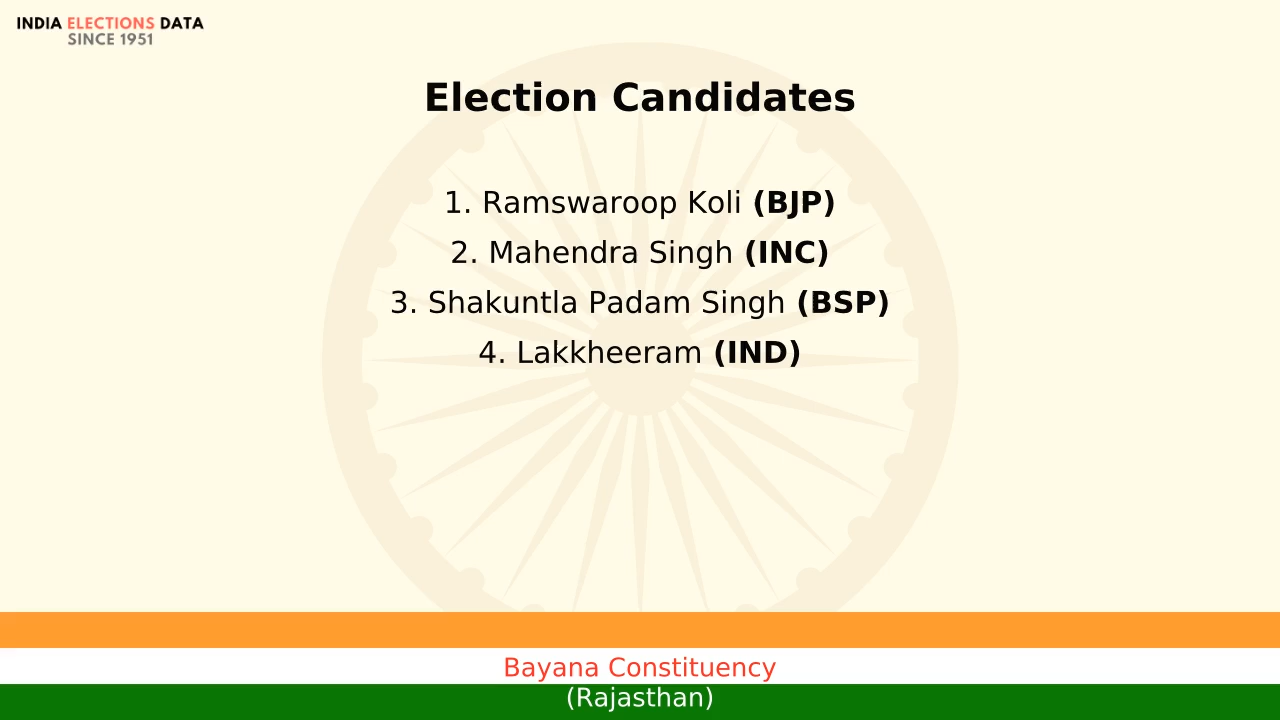 INDIA ELECTIONS DATA
SINCE 1951
Election Candidates
1. Ramswaroop Koli (BJP)
2. Mahendra Singh (INC)
3. Shakuntla Padam Singh (BSP)
4. Lakkheeram (IND)
Bayana Constituency
(Rajasthan)